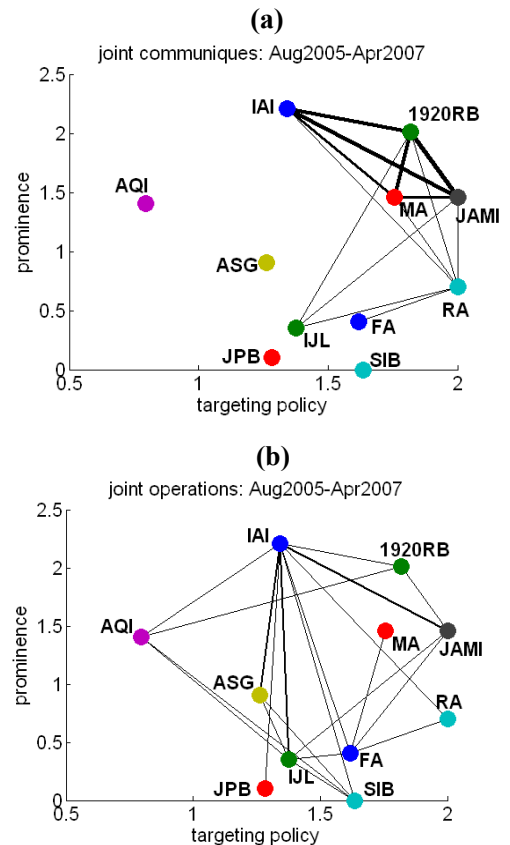 (a)
joint communiques: Aug2005-Apr2007
2.5
IAI
1920RB
2
prominence
1.5
AQI
MA
JAMI
1
ASG
RA
0.5
IJL
FA
JPB
SIB
0
0.5
1
1.5
2
targeting policy
(b)
joint operations: Aug2005-Apr2007
2.5
IAI
1920RB
2
prominence
1.5
AQI
MA
JAMI
1
ASG
RA
0.5
IJL
FA
JPB
SIB
0
0.5
1
1.5
2
targeting policy